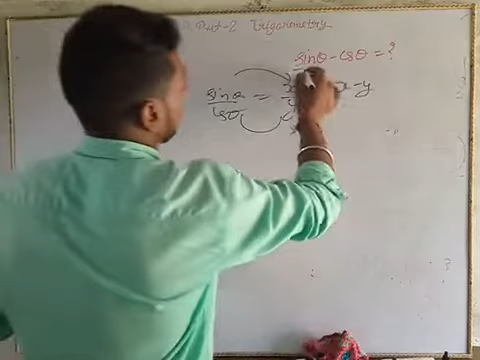 Part-2 Trigonometry
sinθ - cosθ = ?
sinθ = x - y
cosθ